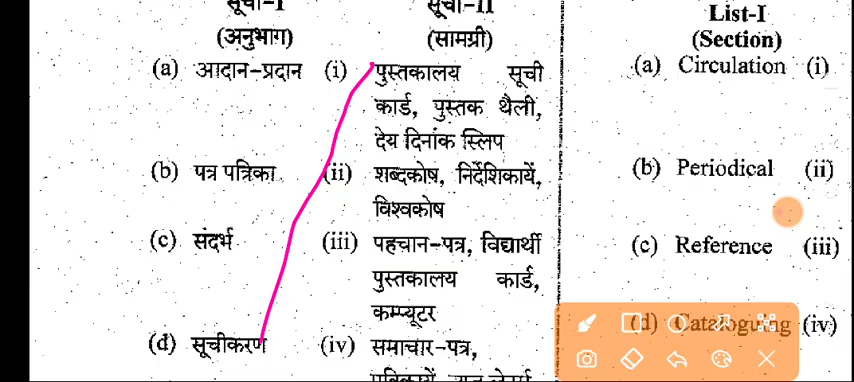 सूची-I सूची-II
(अनुभाग) (सामग्री)
(a) आदान-प्रदान (i) पुस्तकालय सूची
कार्ड, पुस्तक थैली,
देय दिनांक स्लिप
(b) पत्र पत्रिका (ii) शब्दकोष, निर्देशिकायें,
विश्वकोष
(c) संदर्भ (iii) पहचान-पत्र, विद्यार्थी
पुस्तकालय कार्ड,
कम्प्यूटर
(d) सूचीकरण (iv) समाचार-पत्र,
List-I
(Section)
(a) Circulation (i)
(b) Periodical (ii)
(c) Reference (iii)
(d) Cataloguing (iv)